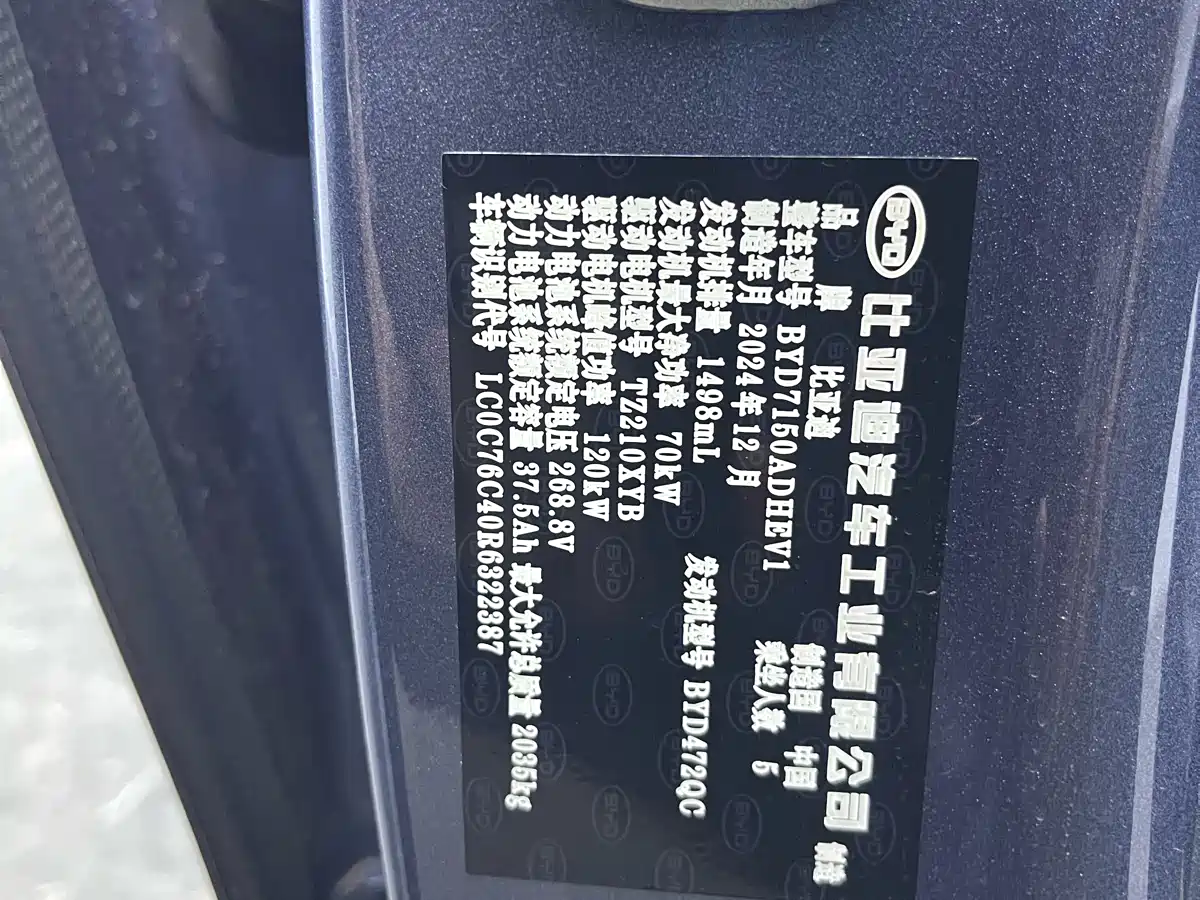 BYD 比亚迪汽车工业有限公司 制造
品牌 比亚迪 制造国 中国
整车型号 BYD7150ADHEV1 乘坐人数 5
制造年月 2024年12月
发动机排量 1498mL 发动机型号 BYD472QC
发动机最大净功率 70kW
驱动电机型号 TZ210XYB
驱动电机峰值功率 120kW
动力电池系统额定电压 268.8V
动力电池系统额定容量 37.5Ah 最大允许总质量 2035kg
车辆识别代号 LC0C76C40R6322387